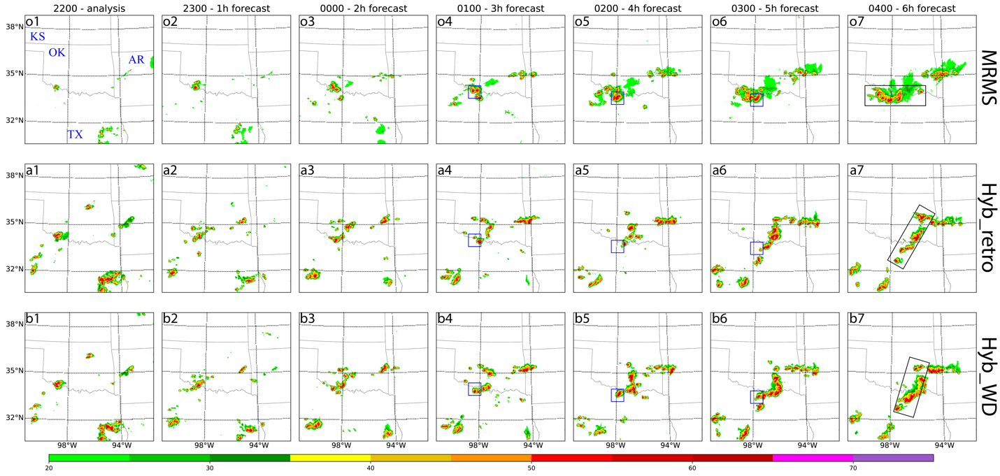 2200 - analysis 2300 - 1h forecast 0000 - 2h forecast 0100 - 3h forecast 0200 - 4h forecast 0300 - 5h forecast 0400 - 6h forecast
o1 o2 o3 o4 o5 o6 o7
38°N
KS
OK
AR
35°N
32°N
TX
MRMS
a1 a2 a3 a4 a5 a6 a7
38°N
35°N
32°N
Hyb_retro
b1 b2 b3 b4 b5 b6 b7
38°N
35°N
32°N
Hyb_WD
98°W 94°W 98°W 94°W 98°W 94°W 98°W 94°W 98°W 94°W 98°W 94°W 98°W 94°W
20 30 40 50 60 70